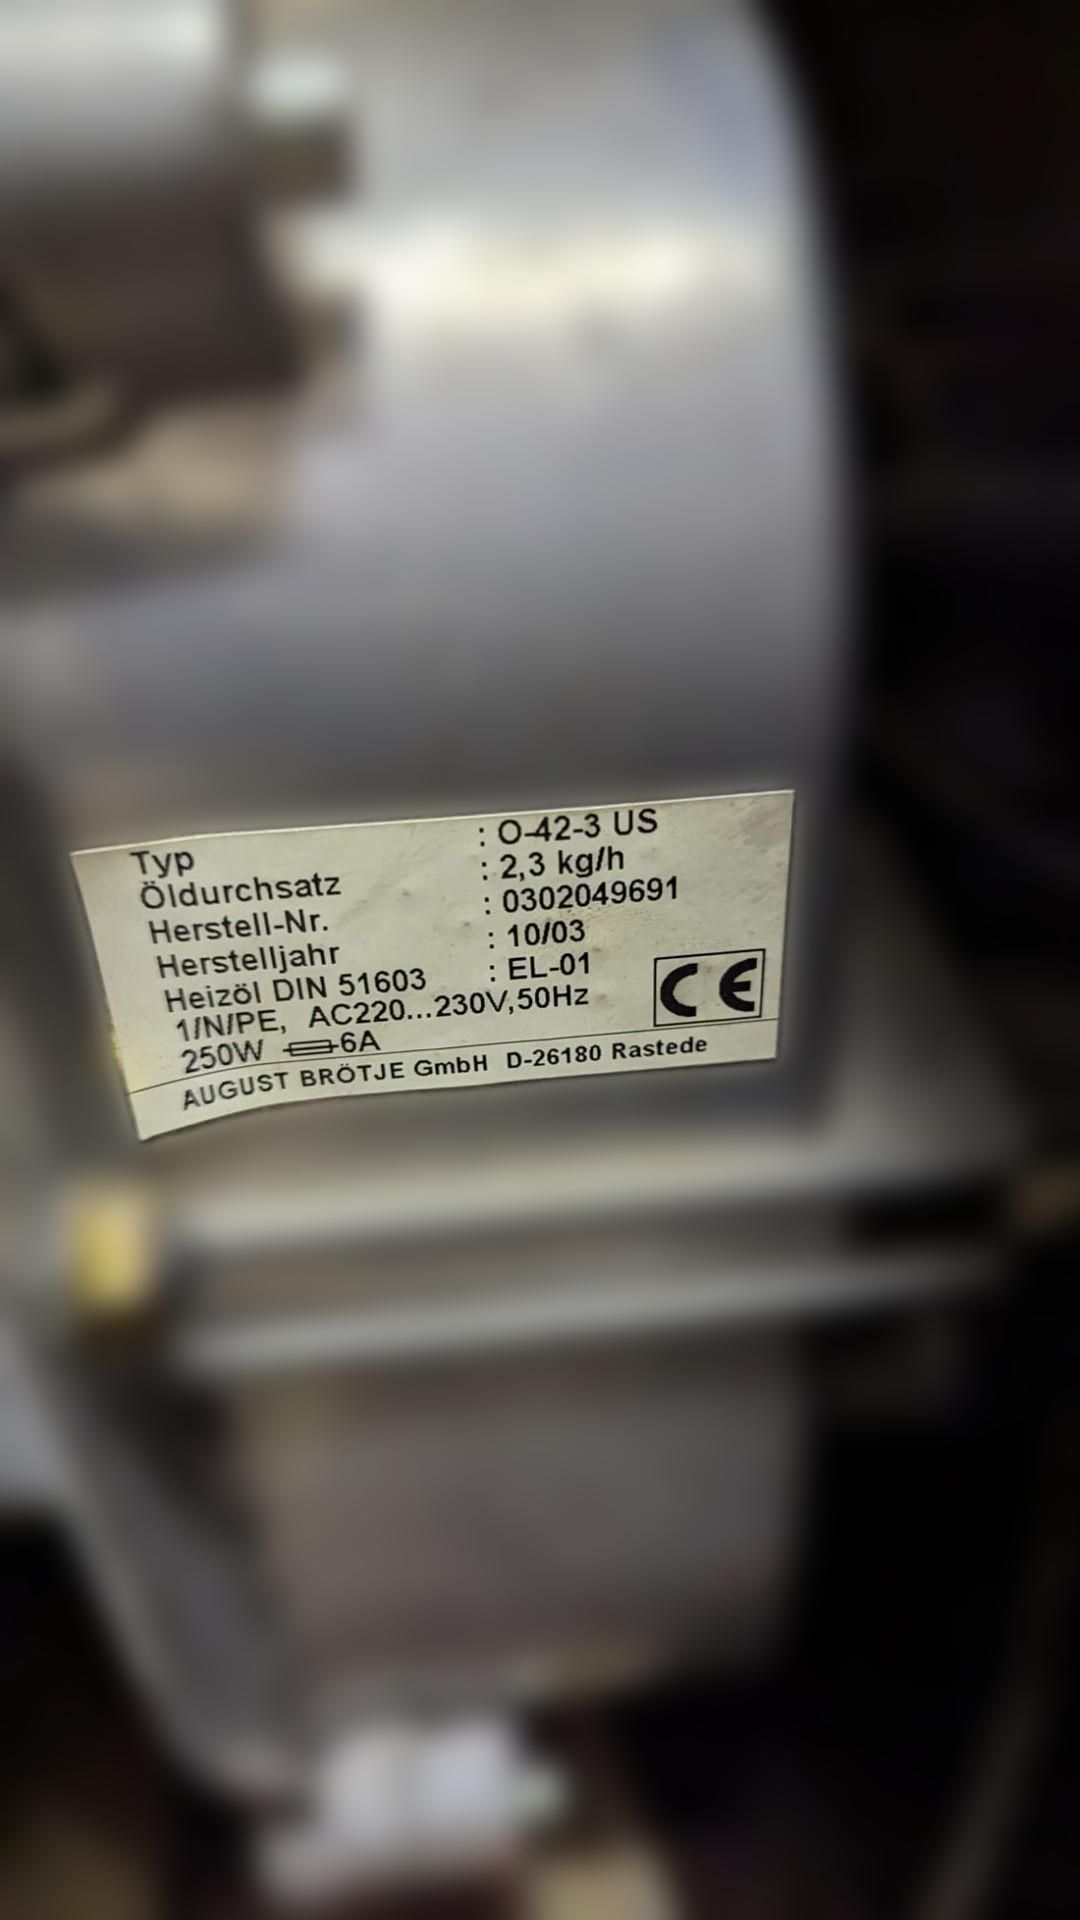 Typ : O-42-3 US
Öldurchsatz : 2,3 kg/h
Herstell-Nr. : 0302049691
Herstelljahr : 10/03
Heizöl DIN 51603 : EL-01
1/N/PE, AC220...230V,50Hz
250W 6A
CE
AUGUST BRÖTJE GmbH D-26180 Rastede